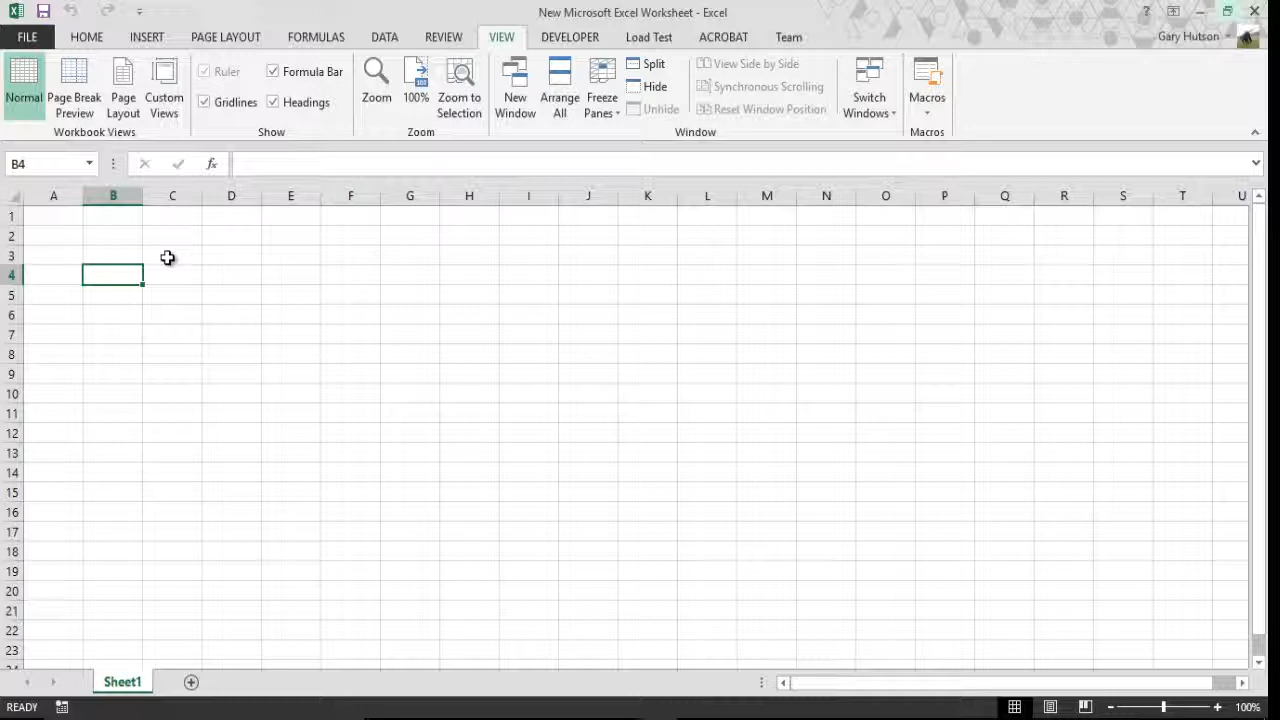 New Microsoft Excel Worksheet - Excel
FILE HOME INSERT PAGE LAYOUT FORMULAS DATA REVIEW VIEW DEVELOPER Load Test ACROBAT Team Gary Hutson
Normal
Page Break Preview
Page Layout
Custom Views
Workbook Views
Ruler
Formula Bar
Gridlines
Headings
Show
Zoom
100%
Zoom to Selection
Zoom
New Window
Arrange All
Freeze Panes
Split
Hide
Unhide
View Side by Side
Synchronous Scrolling
Reset Window Position
Window
Switch Windows
Macros
Macros
B4
fx
A B C D E F G H I J K L M N O P Q R S T U
1
2
3
4
5
6
7
8
9
10
11
12
13
14
15
16
17
18
19
20
21
22
23
24
Sheet1
READY 100%